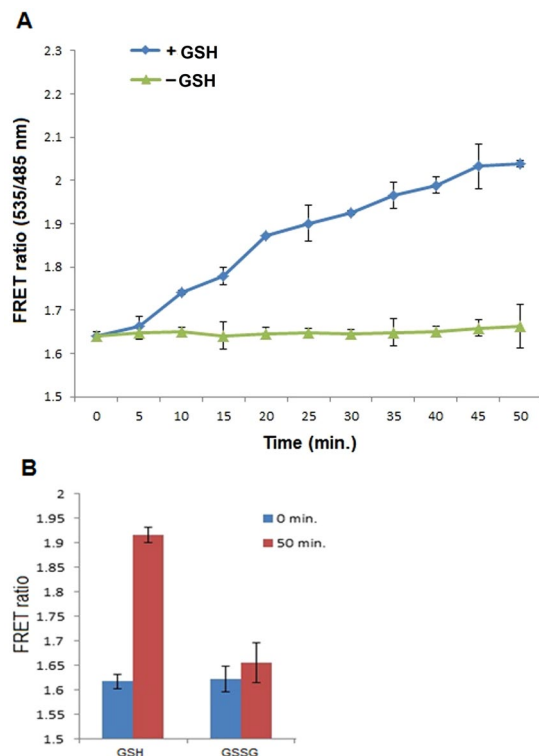 A
+ GSH
– GSH
2.3
2.2
2.1
2
1.9
1.8
1.7
1.6
1.5
FRET ratio (535/485 nm)
0 5 10 15 20 25 30 35 40 45 50
Time (min.)
B
2
1.95
1.9
1.85
1.8
1.75
1.7
1.65
1.6
1.55
1.5
FRET ratio
0 min.
50 min.
GSH GSSG